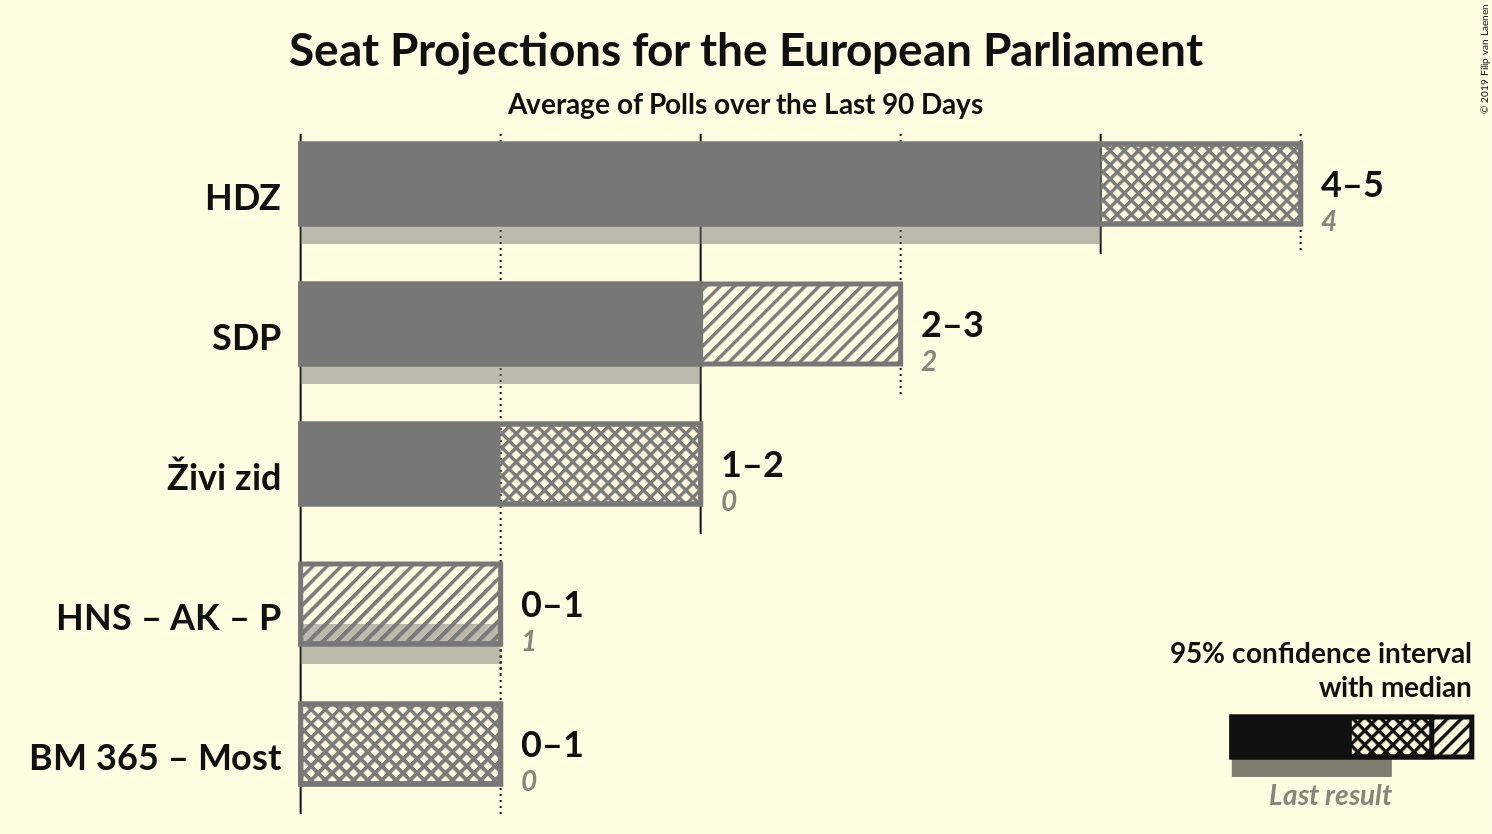 Seat Projections for the European Parliament
Average of Polls over the Last 90 Days
© 2019 Filip van Laenen
HDZ
4–5
4
SDP
2–3
2
Živi zid
1–2
0
HNS – AK – P
0–1
1
BM 365 – Most
0–1
0
95% confidence interval
with median
Last result